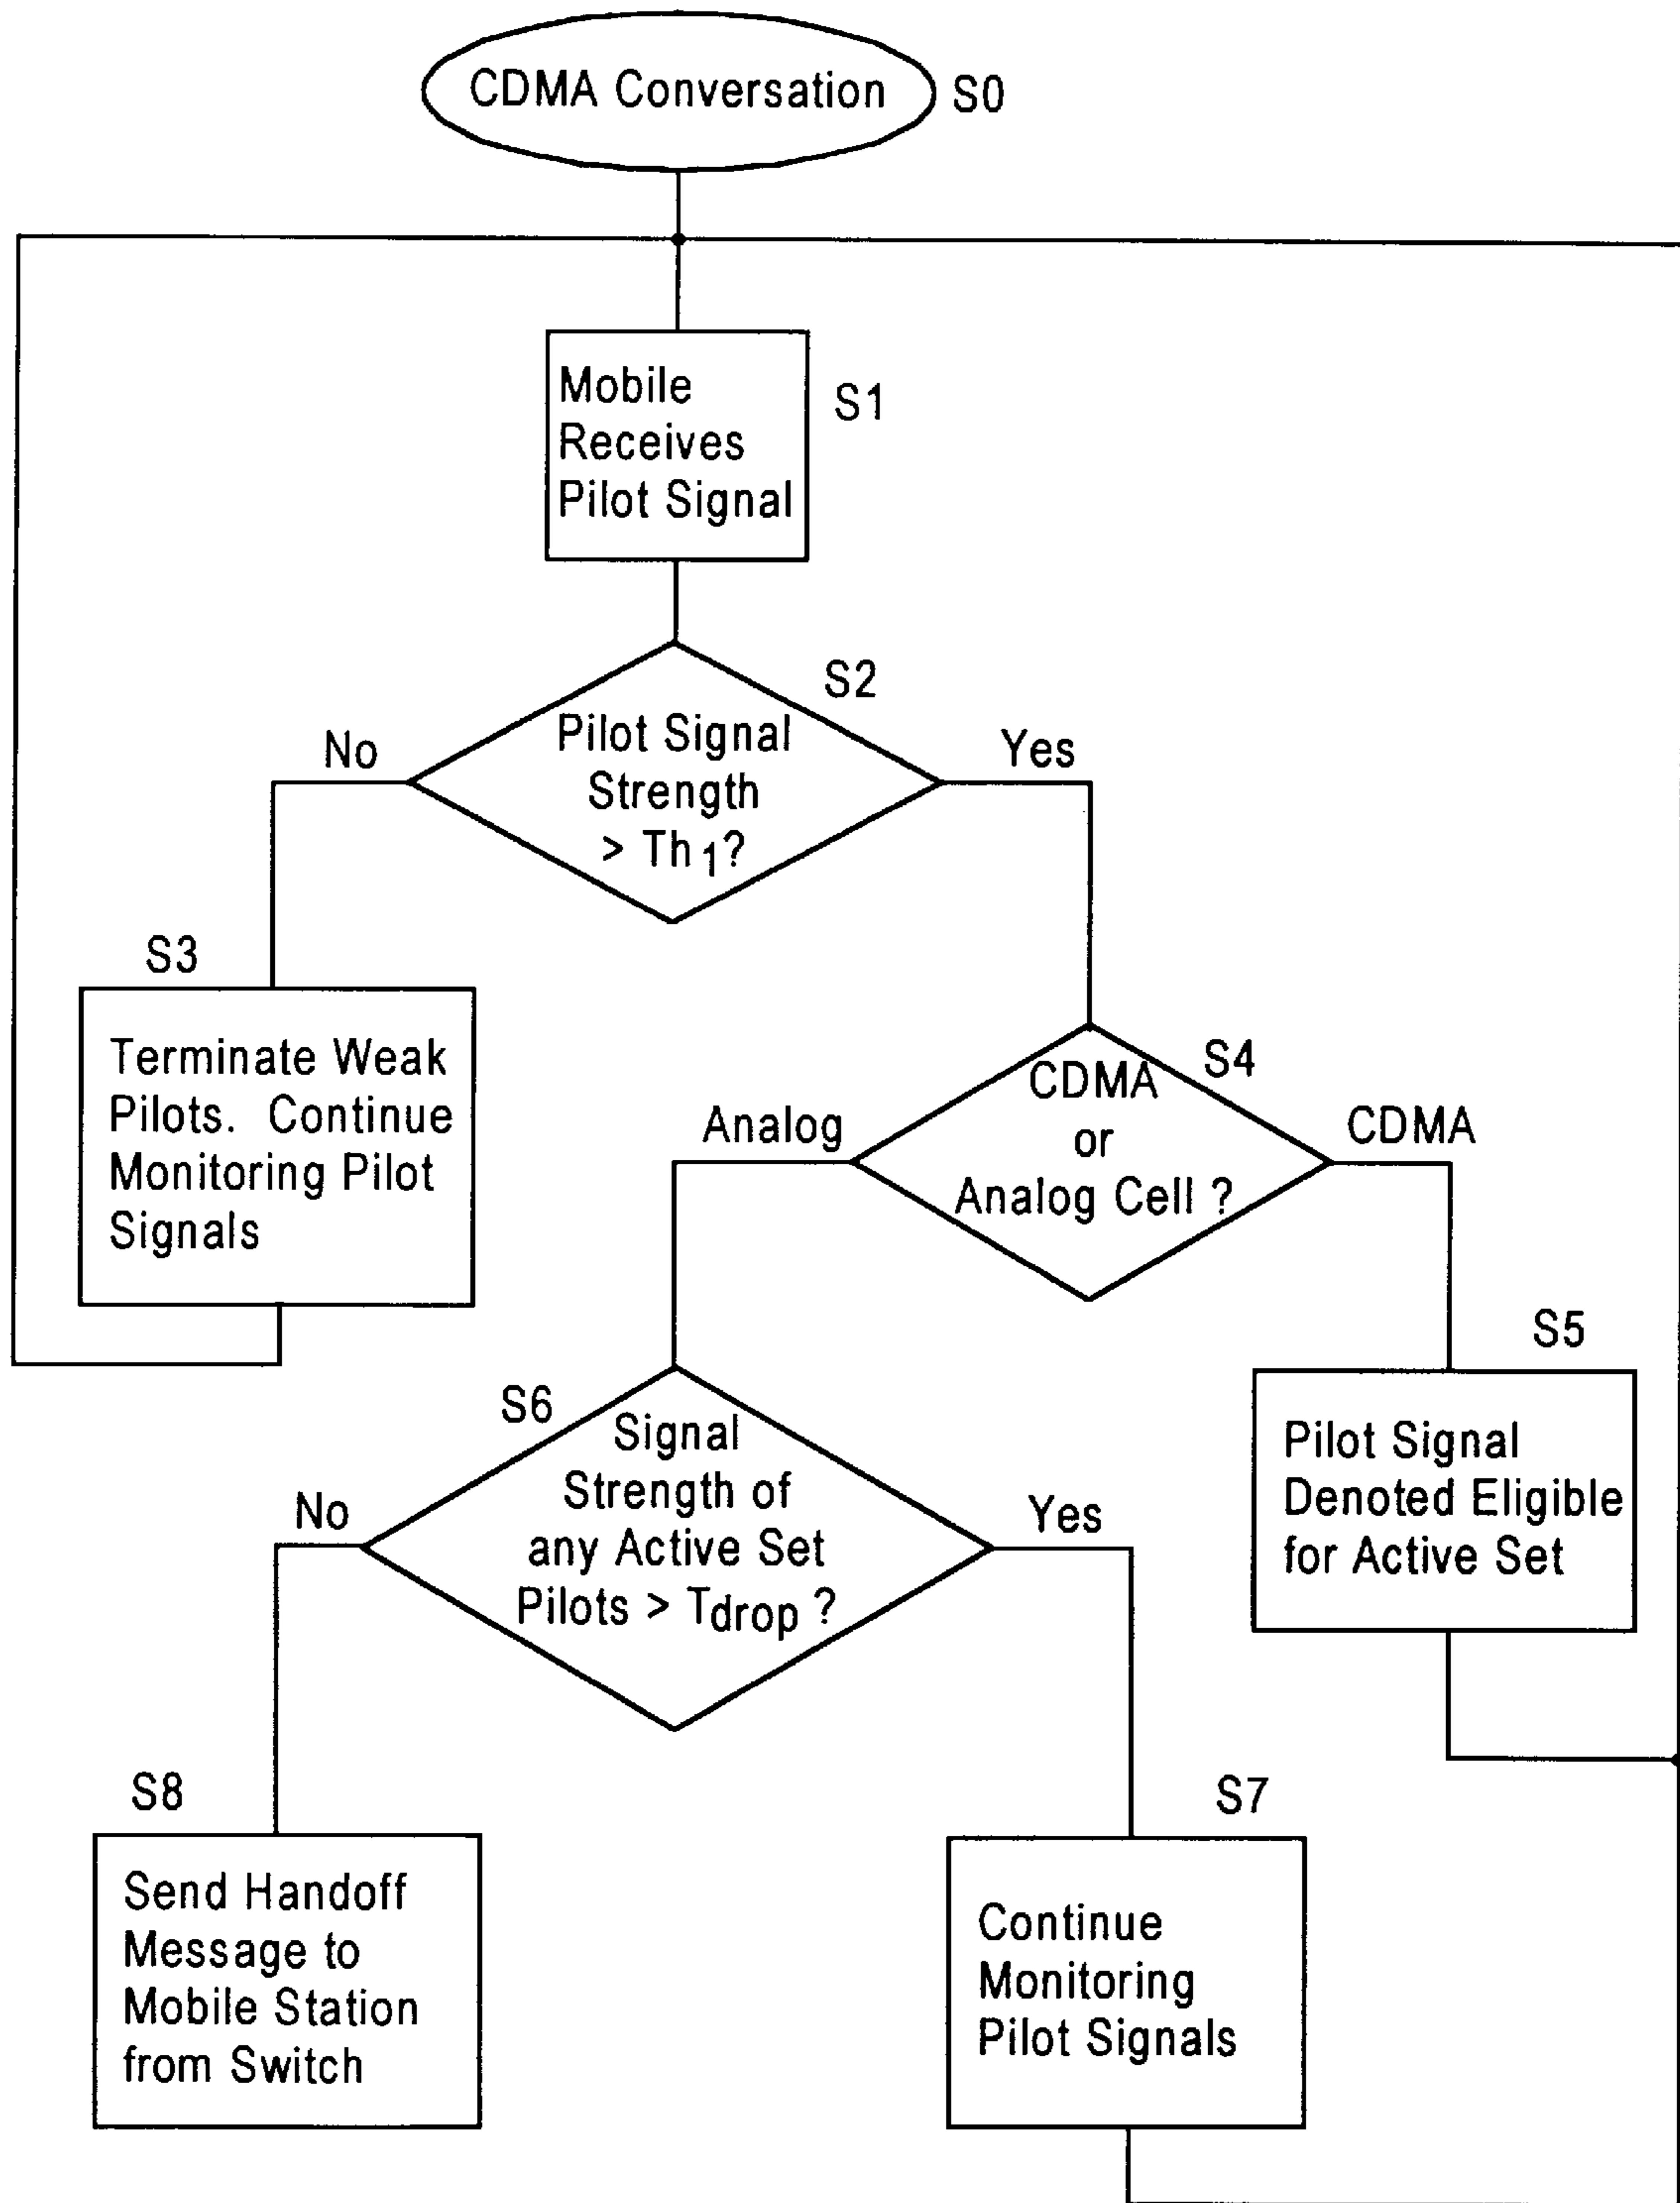 CDMA Conversation
S0
Mobile
Receives
Pilot Signal
S1
S2
Pilot Signal
Strength
> Th1?
No
Yes
S3
Terminate Weak
Pilots. Continue
Monitoring Pilot
Signals
S4
CDMA
or
Analog Cell ?
Analog
CDMA
S5
Pilot Signal
Denoted Eligible
for Active Set
S6
Signal
Strength of
any Active Set
Pilots > Tdrop ?
No
Yes
S8
Send Handoff
Message to
Mobile Station
from Switch
S7
Continue
Monitoring
Pilot Signals